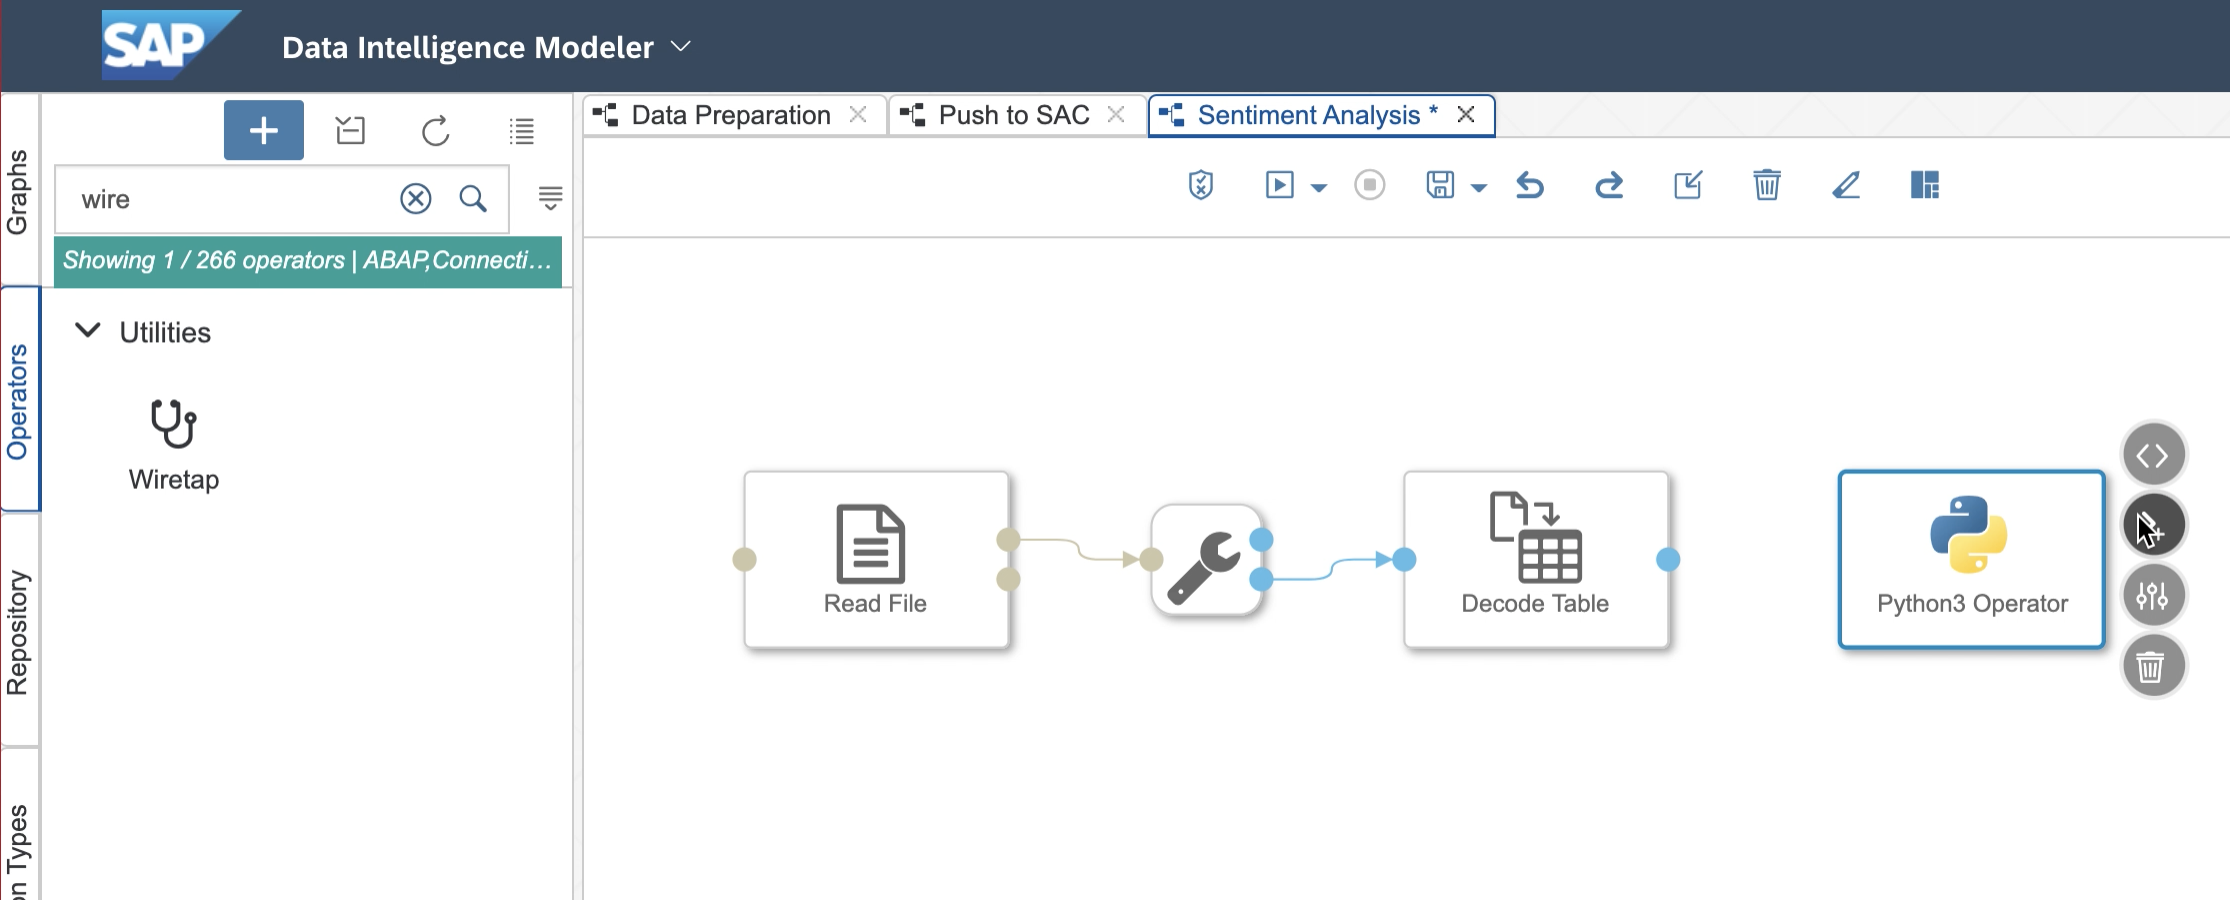 SAP
Data Intelligence Modeler
Graphs
Operators
Repository
on Types
wire
Showing 1 / 266 operators | ABAP,Connecti...
Utilities
Wiretap
Data Preparation
Push to SAC
Sentiment Analysis *
Read File
Decode Table
Python3 Operator